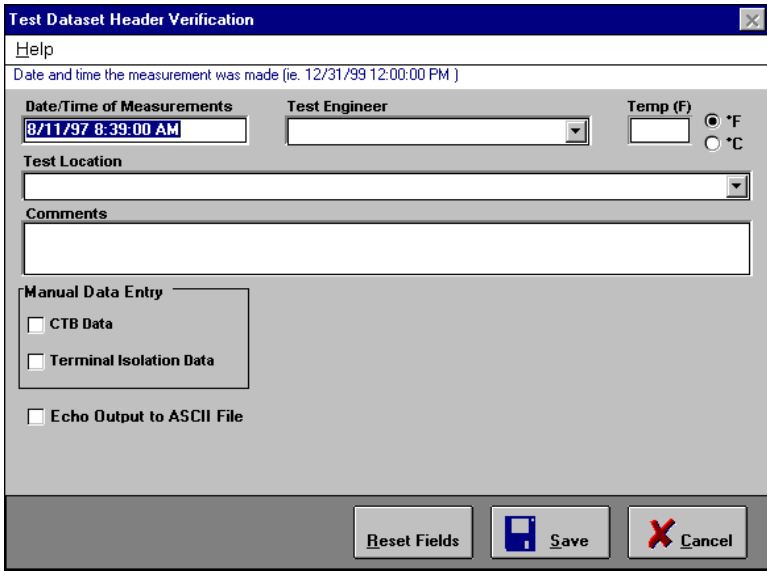 Test Dataset Header Verification
Help
Date and time the measurement was made (ie. 12/31/99 12:00:00 PM )
Date/Time of Measurements Test Engineer Temp (F)
8/11/97 8:39:00 AM
°F
°C
Test Location
Comments
Manual Data Entry
CTB Data
Terminal Isolation Data
Echo Output to ASCII File
Reset Fields Save Cancel